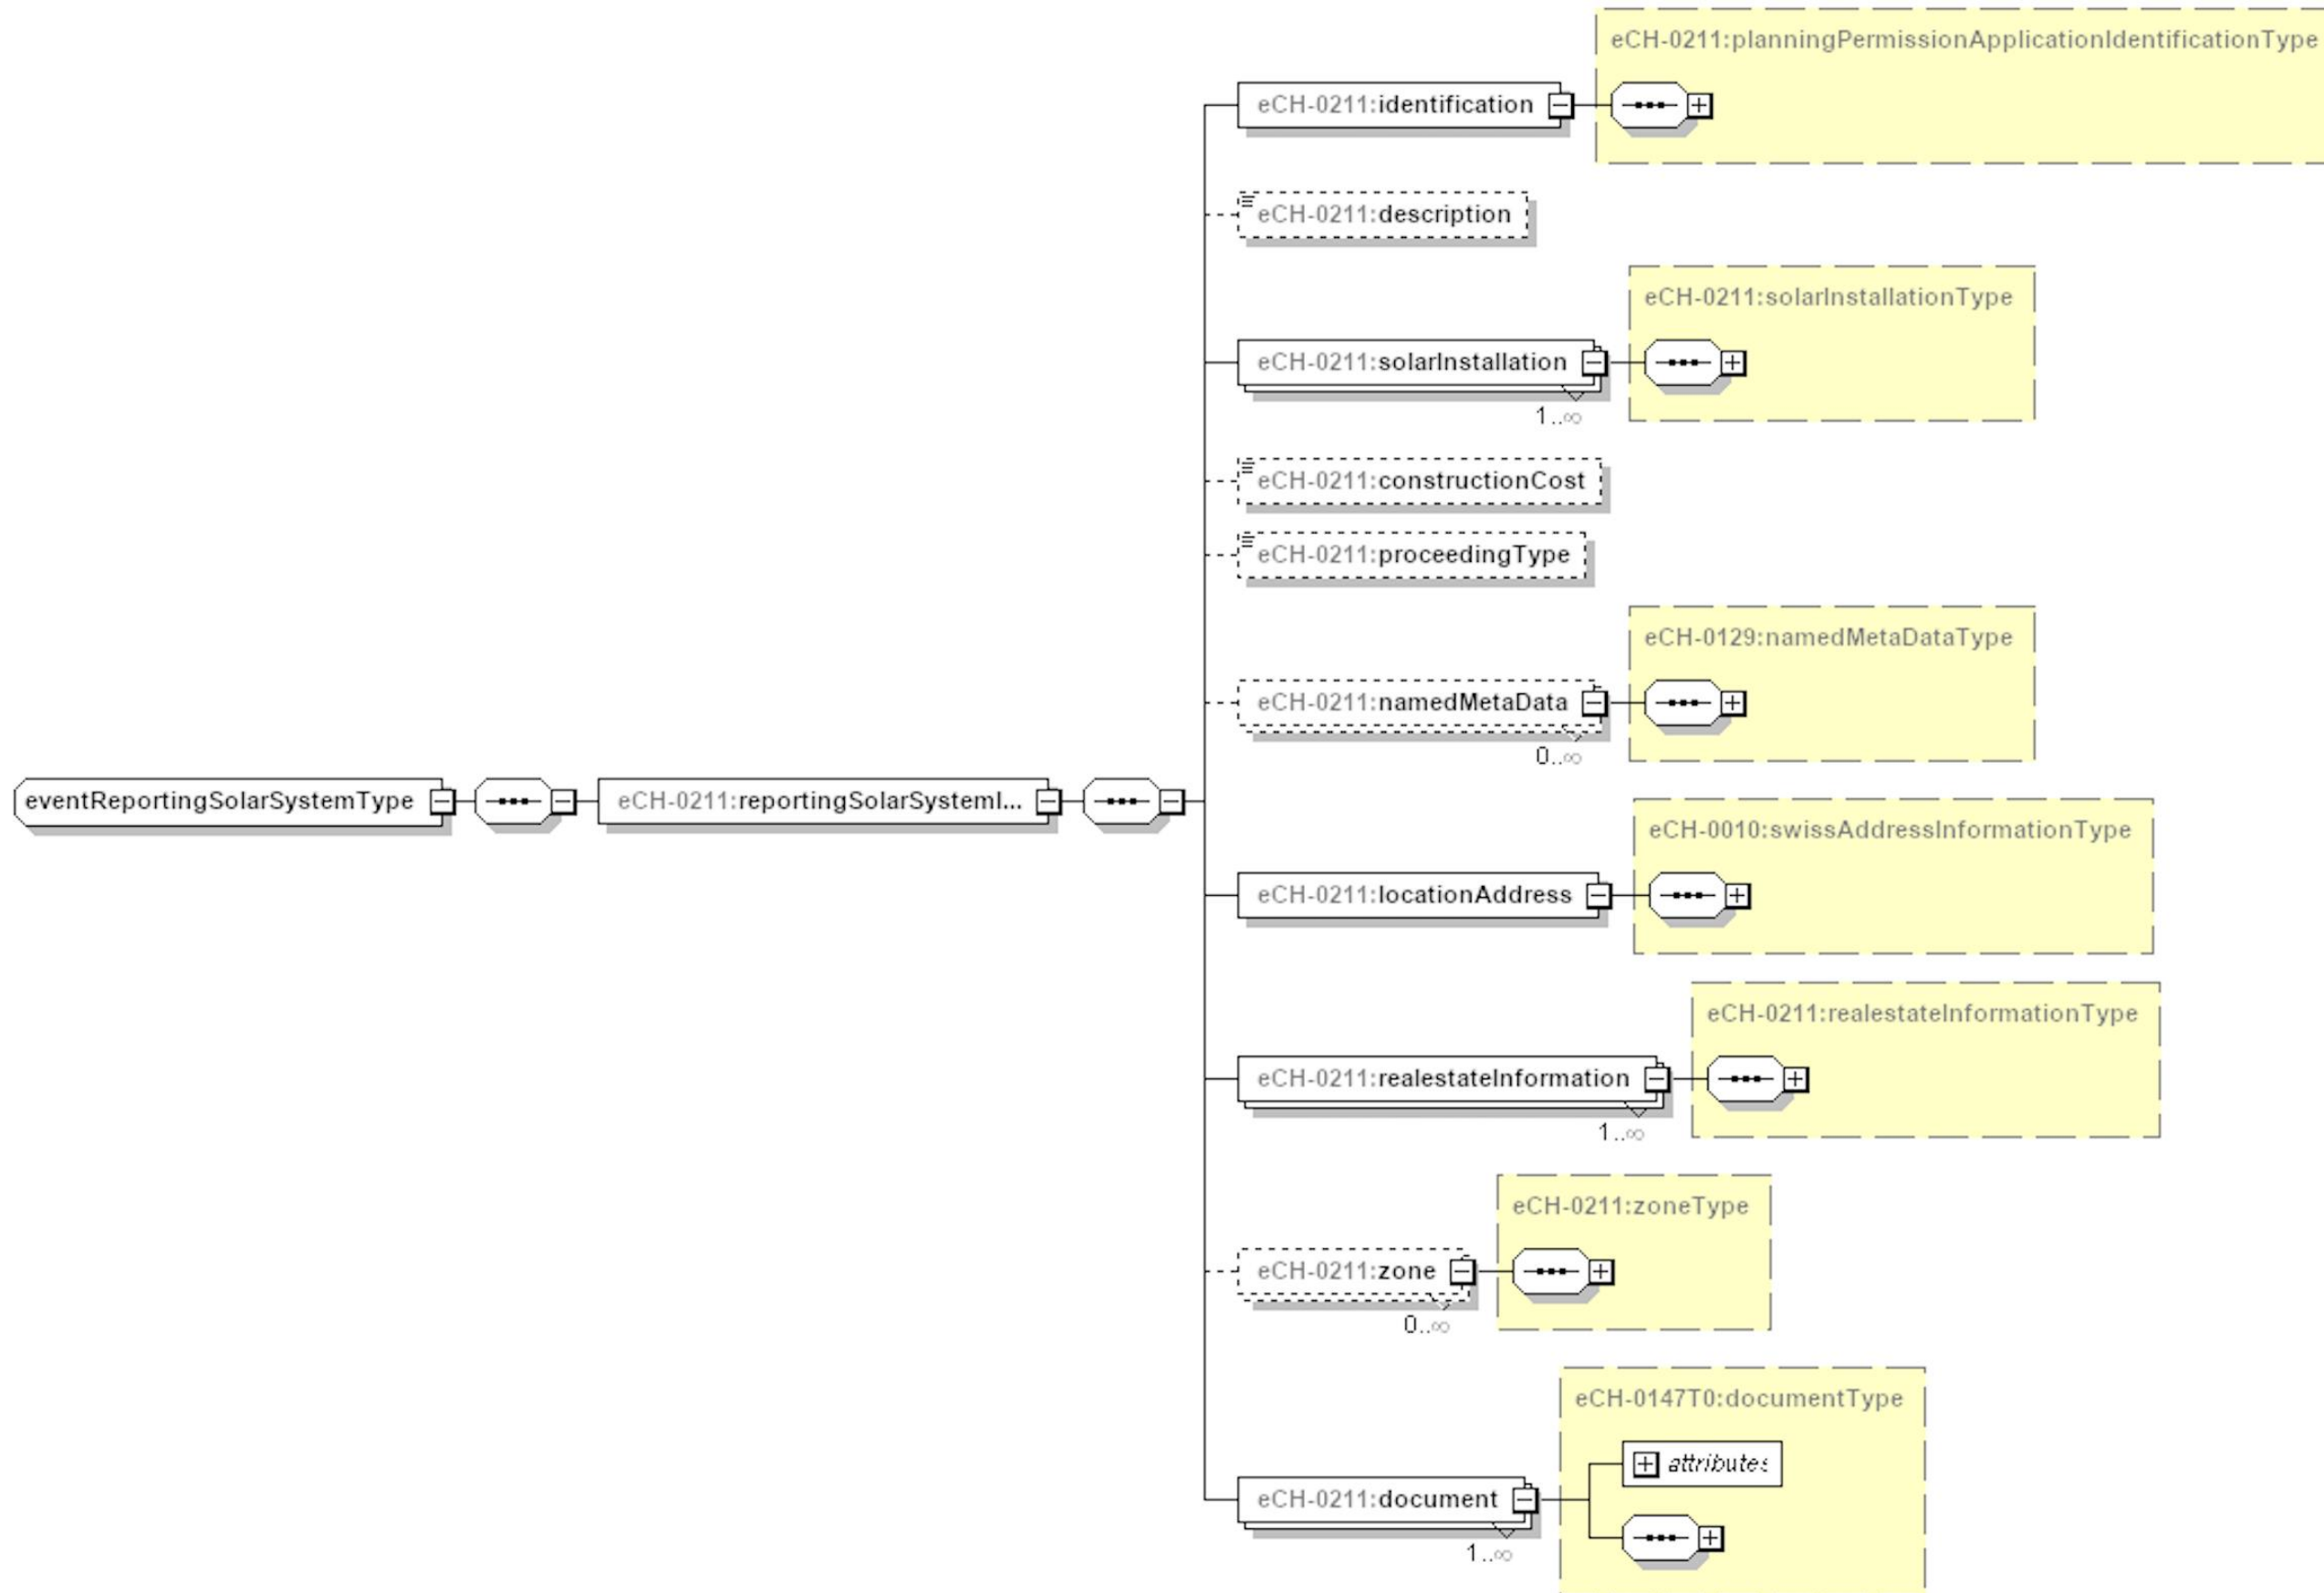 eCH-0211:planningPermissionApplicationIdentificationType
eCH-0211:identification
eCH-0211:description
eCH-0211:solarInstallationType
eCH-0211:solarInstallation
1..∞
eCH-0211:constructionCost
eCH-0211:proceedingType
eCH-0129:namedMetaDataType
eCH-0211:namedMetaData
0..∞
eventReportingSolarSystemType
eCH-0211:reportingSolarSystemI...
eCH-0010:swissAddressInformationType
eCH-0211:locationAddress
eCH-0211:realestateInformationType
eCH-0211:realestateInformation
1..∞
eCH-0211:zoneType
eCH-0211:zone
0..∞
eCH-0147T0:documentType
attributes
eCH-0211:document
1..∞